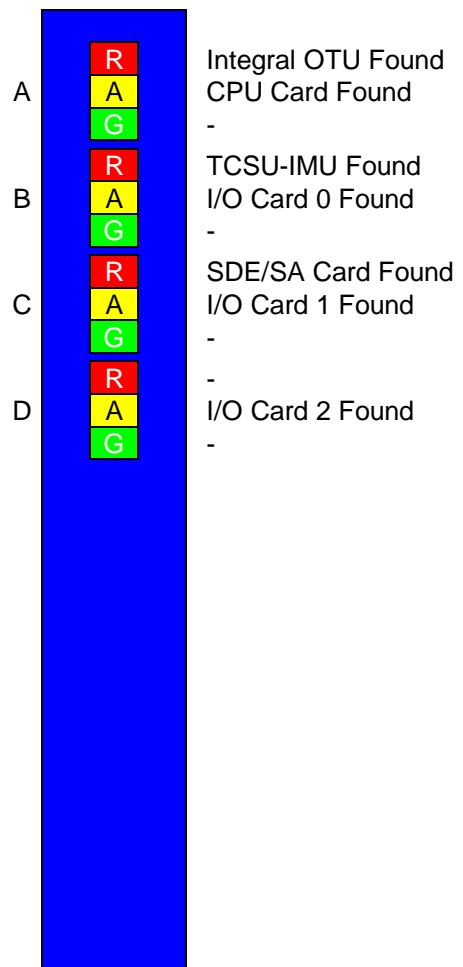 R Integral OTU Found
A A CPU Card Found
G -
R TCSU-IMU Found
B A I/O Card 0 Found
G -
R SDE/SA Card Found
C A I/O Card 1 Found
G -
R -
D A I/O Card 2 Found
G -